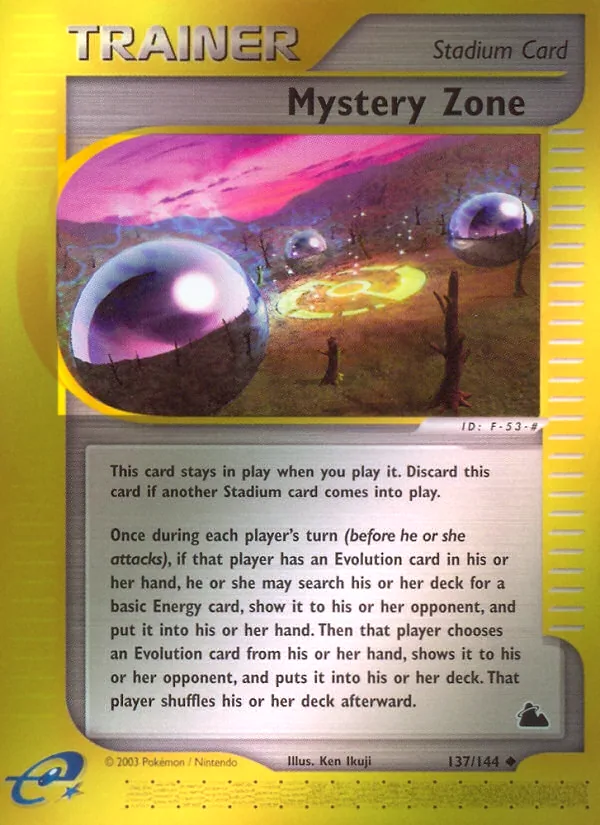 TRAINER
Stadium Card
Mystery Zone
ID: F-53-#
This card stays in play when you play it. Discard this
card if another Stadium card comes into play.
Once during each player's turn (before he or she
attacks), if that player has an Evolution card in his or
her hand, he or she may search his or her deck for a
basic Energy card, show it to his or her opponent, and
put it into his or her hand. Then that player chooses
an Evolution card from his or her hand, shows it to his
or her opponent, and puts it into his or her deck. That
player shuffles his or her deck afterward.
© 2003 Pokémon / Nintendo
Illus. Ken Ikuji
137/144 ◆
e